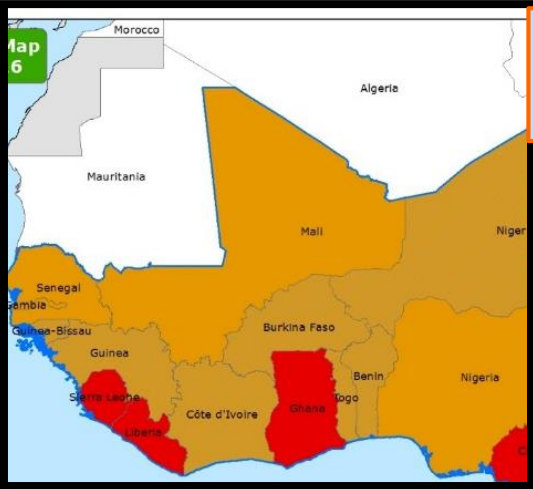 Morocco
Map
6
Algeria
Mauritania
Mali
Niger
Senegal
Gambia
Guinea-Bissau
Burkina Faso
Guinea
Benin
Nigeria
Sierra Leone
Togo
Ghana
Côte d'Ivoire
Liberia
C